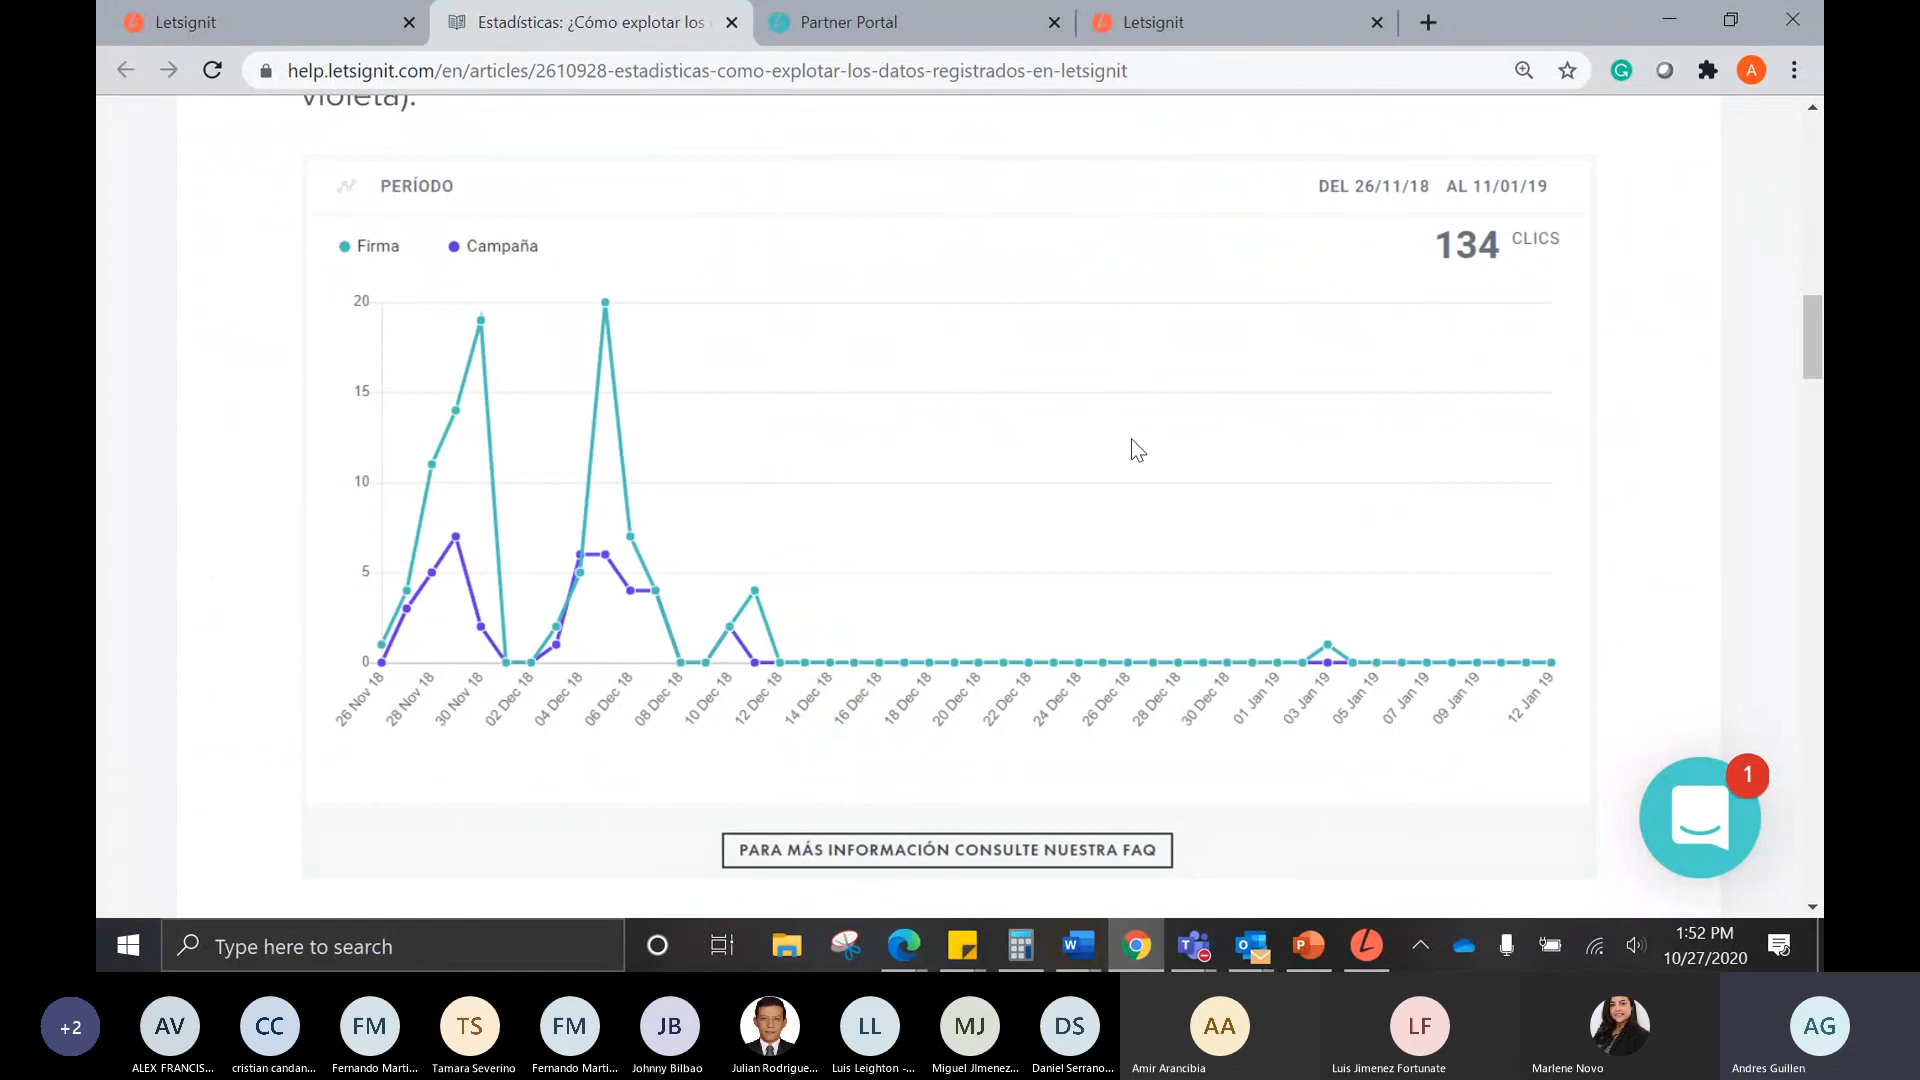 Letsignit
Estadísticas: ¿Cómo explotar los
Partner Portal
Letsignit
help.letsignit.com/en/articles/2610928-estadisticas-como-explotar-los-datos-registrados-en-letsignit
A
violeta).
PERÍODO
DEL 26/11/18 AL 11/01/19
Firma
Campaña
134 CLICS
20
15
10
5
0
26 Nov 18
28 Nov 18
30 Nov 18
02 Dec 18
04 Dec 18
06 Dec 18
08 Dec 18
10 Dec 18
12 Dec 18
14 Dec 18
16 Dec 18
18 Dec 18
20 Dec 18
22 Dec 18
24 Dec 18
26 Dec 18
28 Dec 18
30 Dec 18
01 Jan 19
03 Jan 19
05 Jan 19
07 Jan 19
09 Jan 19
12 Jan 19
1
PARA MÁS INFORMACIÓN CONSULTE NUESTRA FAQ
Type here to search
1:52 PM
10/27/2020
+2
AV
CC
FM
TS
FM
JB
LL
MJ
DS
AA
LF
AG
ALEX FRANCIS...
cristian candan...
Fernando Marti...
Tamara Severino
Fernando Marti...
Johnny Bilbao
Julian Rodrigue...
Luis Leighton -...
Miguel JImenez...
Daniel Serrano...
Amir Arancibia
Luis Jimenez Fortunate
Marlene Novo
Andres Guillen